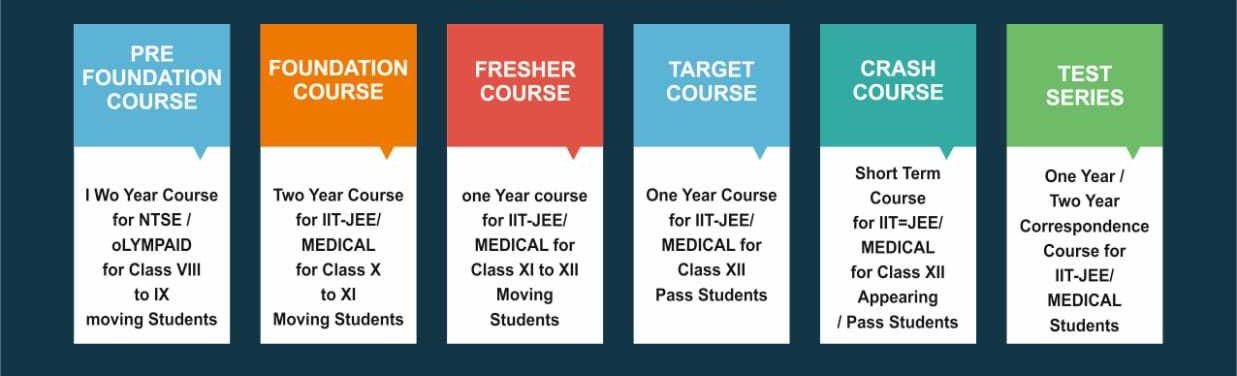 PRE
FOUNDATION
COURSE
I Wo Year Course
for NTSE /
oLYMPAID
for Class VIII
to IX
moving Students
FOUNDATION
COURSE
Two Year Course
for IIT-JEE/
MEDICAL
for Class X
to XI
Moving Students
FRESHER
COURSE
one Year course
for IIT-JEE/
MEDICAL for
Class XI to XII
Moving
Students
TARGET
COURSE
One Year Course
for IIT-JEE/
MEDICAL for
Class XII
Pass Students
CRASH
COURSE
Short Term
Course
for IIT=JEE/
MEDICAL
for Class XII
Appearing
/ Pass Students
TEST
SERIES
One Year /
Two Year
Correspondence
Course for
IIT-JEE/
MEDICAL
Students